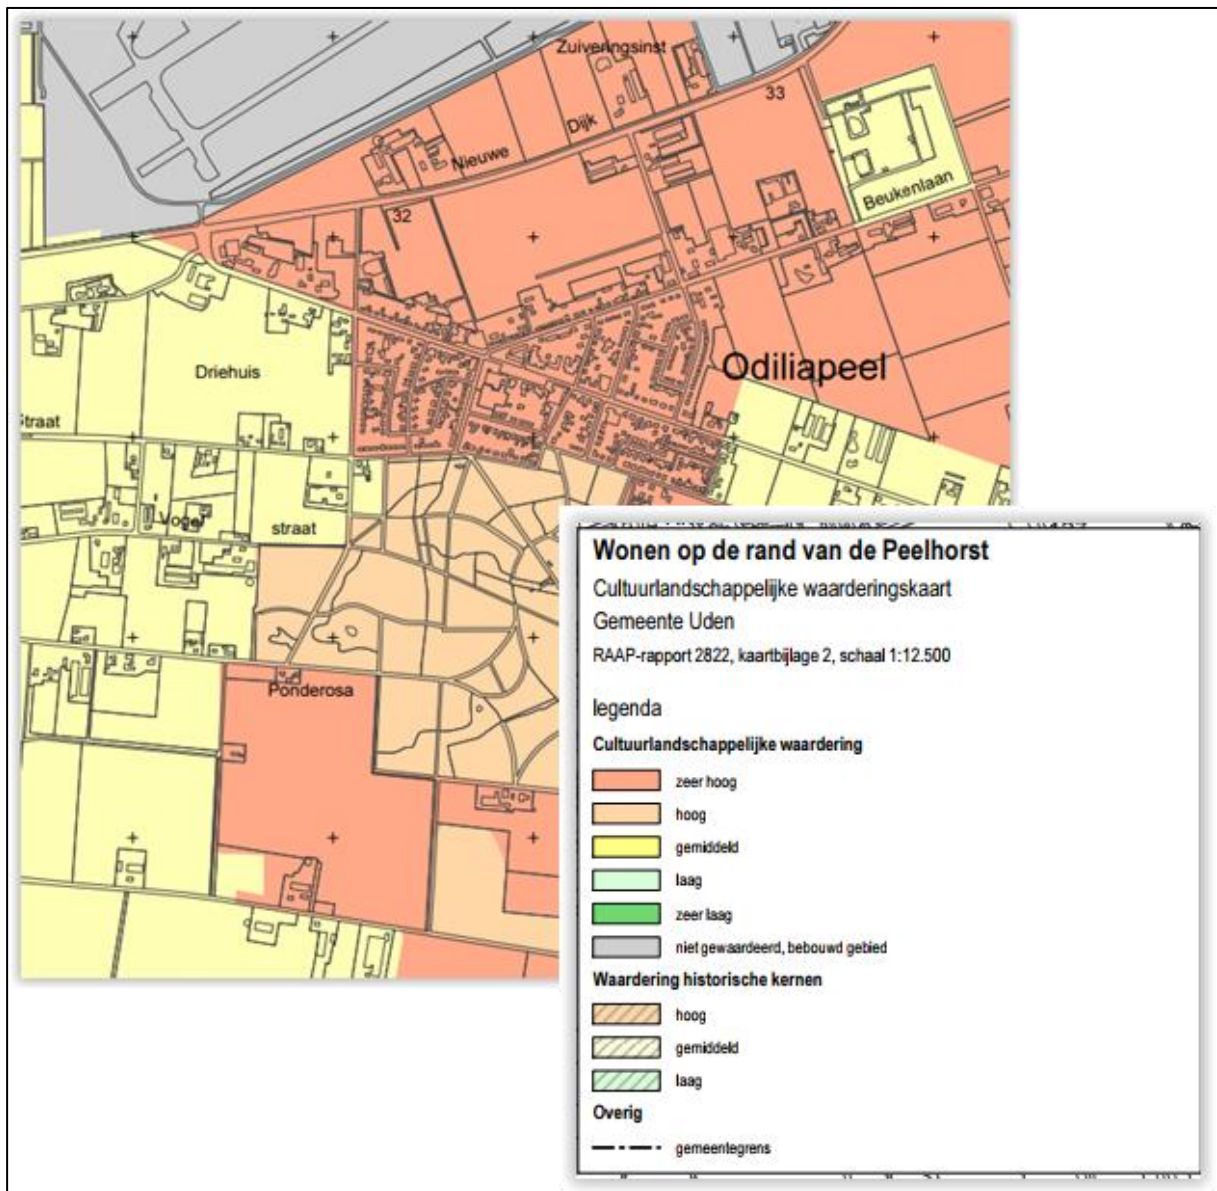 Zuiveringsinst
33
Dijk
Nieuwe
Beukenlaan
32
Odiliapeel
Driehuis
Straat
Vogel
straat
Ponderosa
Wonen op de rand van de Peelhorst
Cultuurlandschappelijke waarderingskaart
Gemeente Uden
RAAP-rapport 2822, kaartbijlage 2, schaal 1:12.500
legenda
Cultuurlandschappelijke waardering
zeer hoog
hoog
gemiddeld
laag
zeer laag
niet gewaardeerd, bebouwd gebied
Waardering historische kernen
hoog
gemiddeld
laag
Overig
gemeentegrens